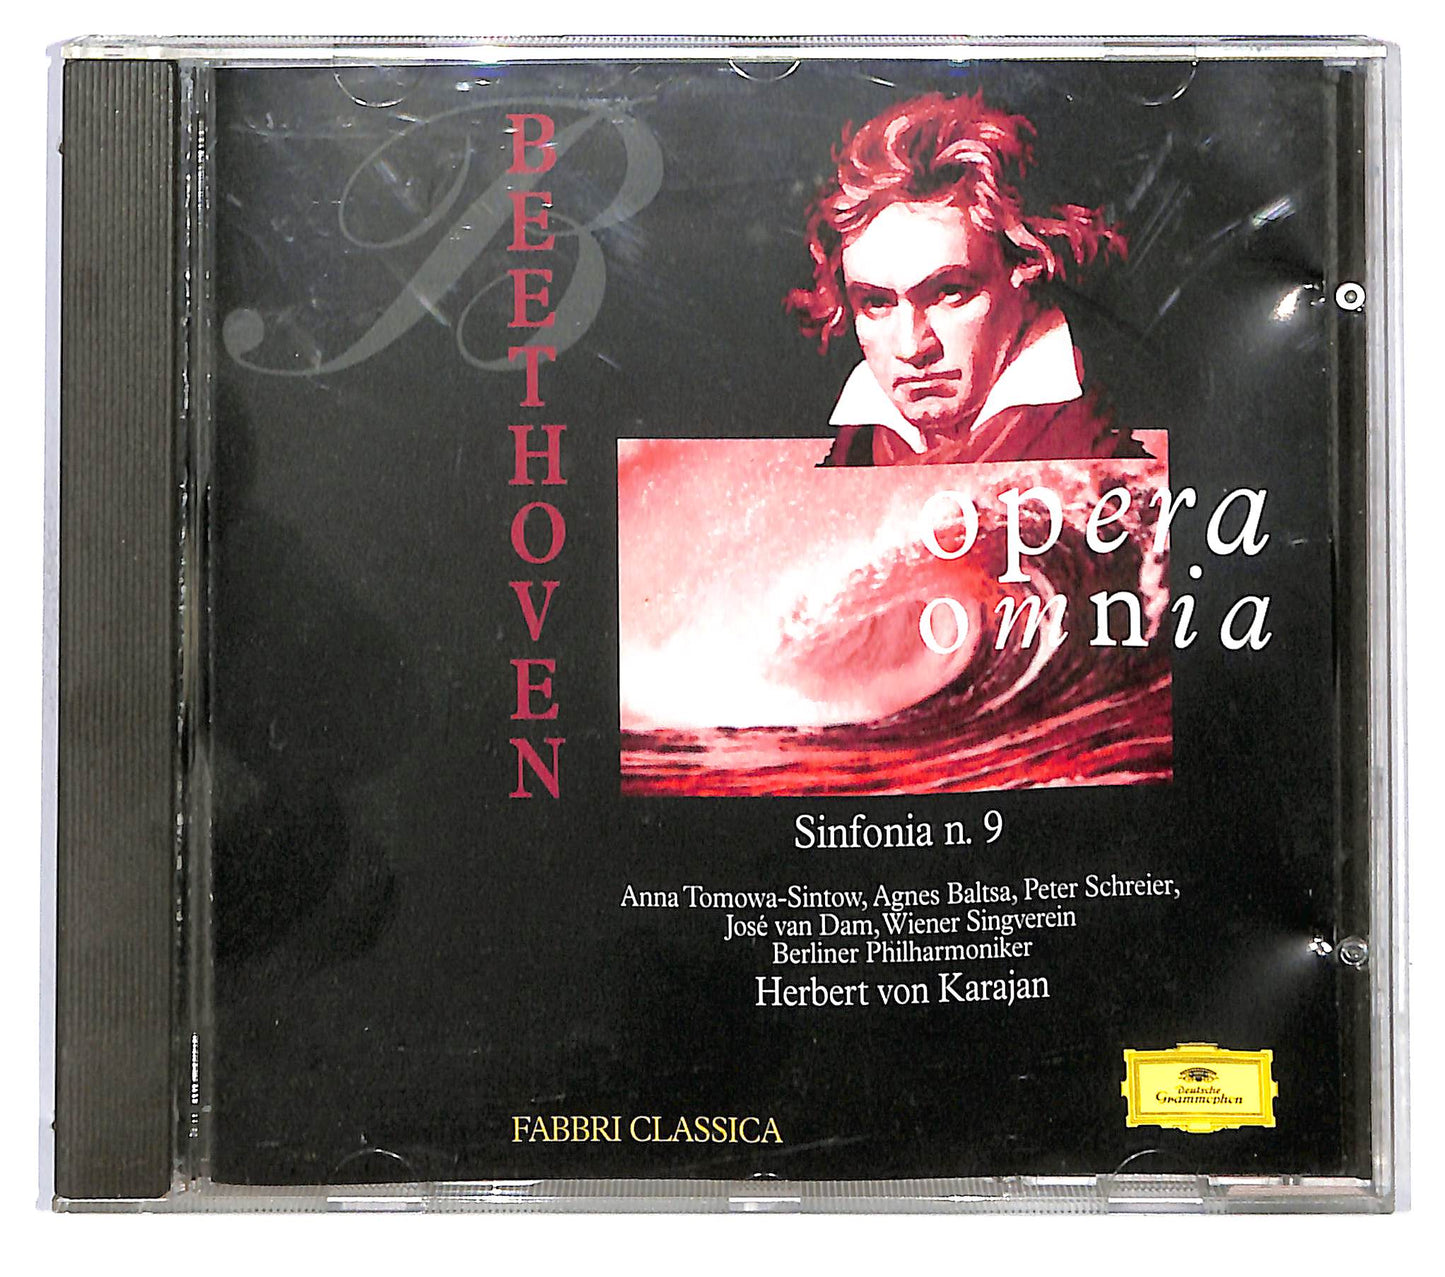 B
BEETHOVEN
opera
omnia
Sinfonia n. 9
Anna Tomowa-Sintow, Agnes Baltsa, Peter Schreier,
José van Dam, Wiener Singverein
Berliner Philharmoniker
Herbert von Karajan
Deutsche
Grammophon
FABBRI CLASSICA